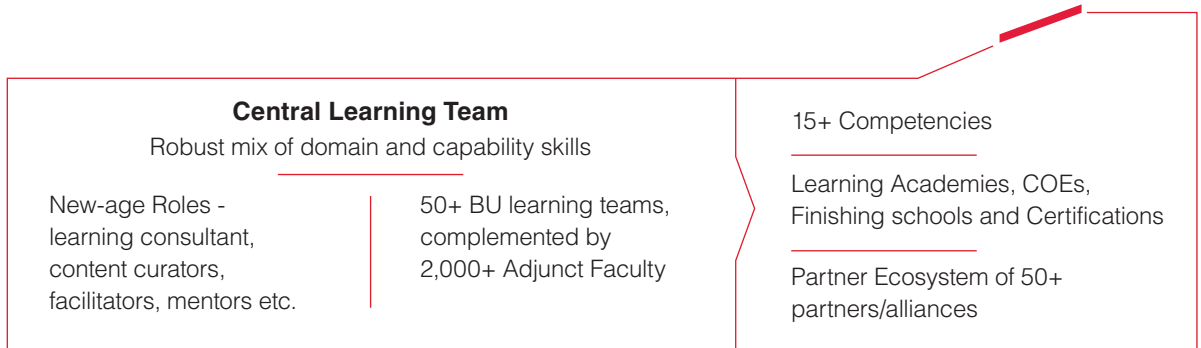 Central Learning Team
Robust mix of domain and capability skills
New-age Roles -
learning consultant,
content curators,
facilitators, mentors etc.
50+ BU learning teams,
complemented by
2,000+ Adjunct Faculty
15+ Competencies
Learning Academies, COEs,
Finishing schools and Certifications
Partner Ecosystem of 50+
partners/alliances